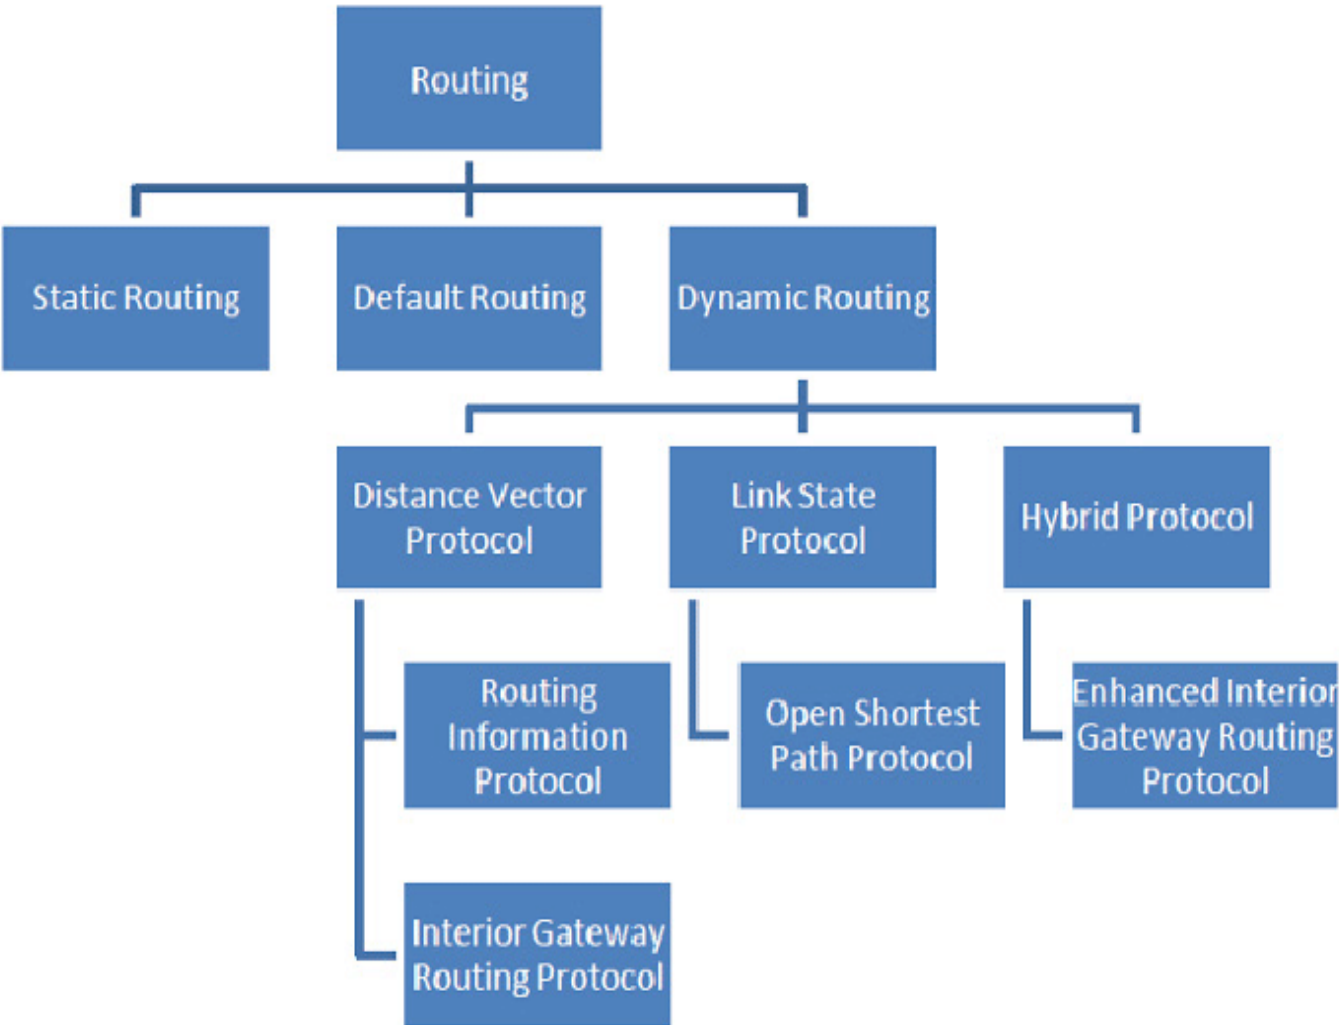 Routing
Static Routing
Default Routing
Dynamic Routing
Distance Vector
Protocol
Link State
Protocol
Hybrid Protocol
Routing
Information
Protocol
Open Shortest
Path Protocol
Enhanced Interior
Gateway Routing
Protocol
Interior Gateway
Routing Protocol